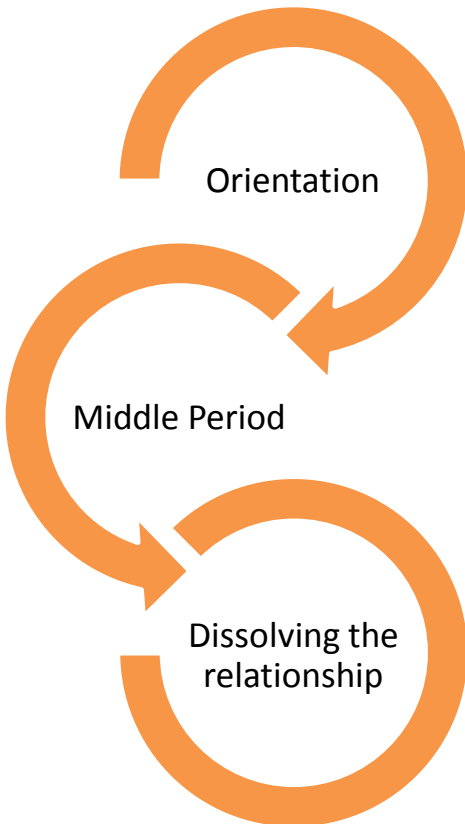 Orientation
Middle Period
Dissolving the
relationship